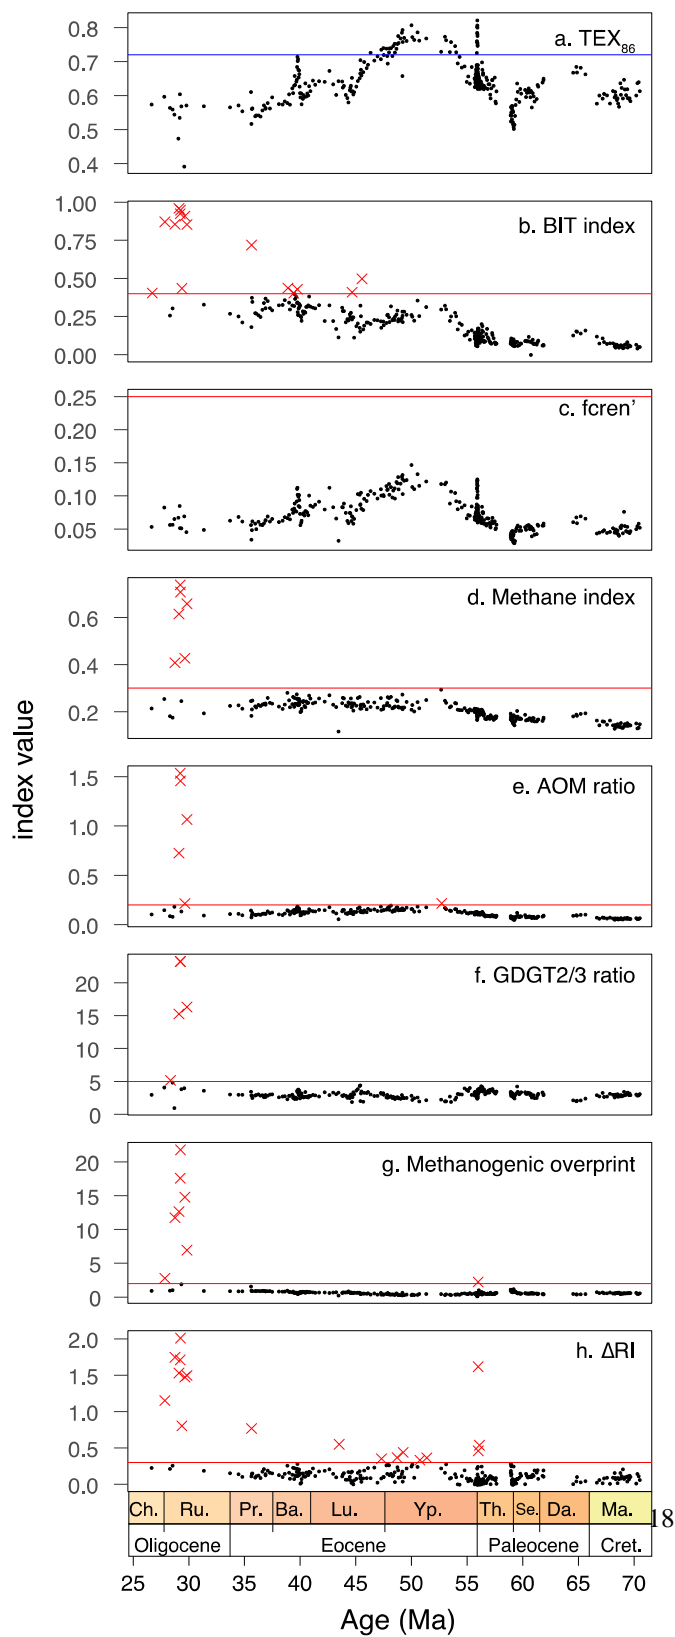 a. TEX₈₆
0.8
0.7
0.6
0.5
0.4
b. BIT index
1.00
0.75
0.50
0.25
0.00
c. fcren’
0.25
0.20
0.15
0.10
0.05
d. Methane index
0.6
0.4
0.2
index value
e. AOM ratio
1.5
1.0
0.5
0.0
f. GDGT2/3 ratio
20
15
10
5
0
g. Methanogenic overprint
20
15
10
5
0
h. ΔRI
2.0
1.5
1.0
0.5
0.0
Ch. Ru. Pr. Ba. Lu. Yp. Th. Se. Da. Ma.
18
Oligocene Eocene Paleocene Cret.
25 30 35 40 45 50 55 60 65 70
Age (Ma)